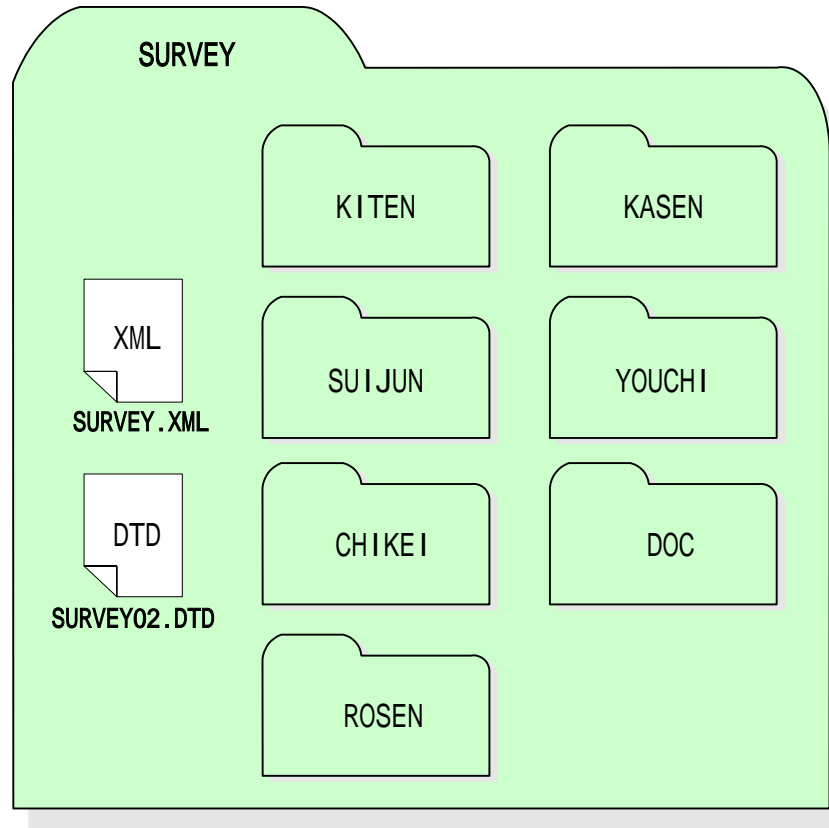 SURVEY
KITEN
KASEN
XML
SURVEY.XML
SUIJUN
YOUCHI
DTD
SURVEY02.DTD
CHIKEI
DOC
ROSEN